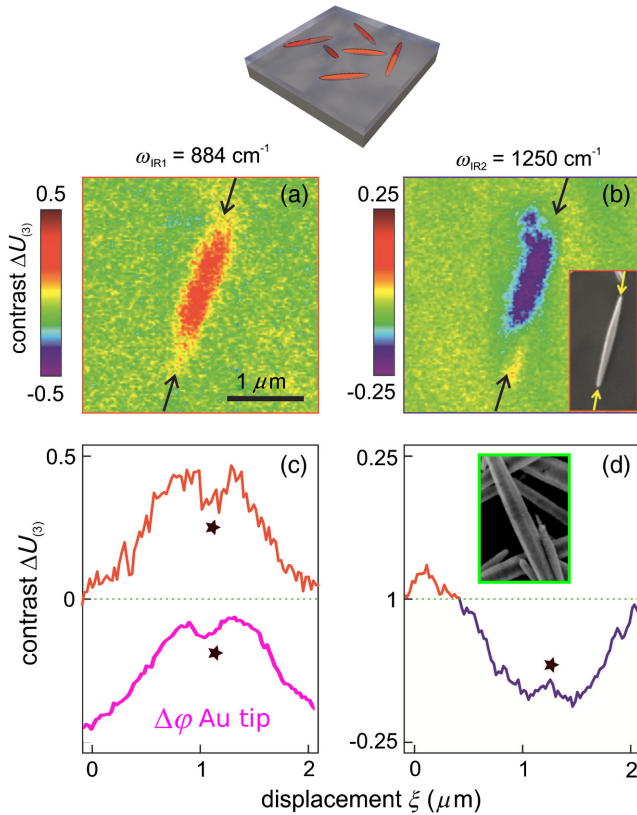 ω_IR1 = 884 cm⁻¹
ω_IR2 = 1250 cm⁻¹
contrast ΔU₍₃₎
0.5
-0.5
(a)
1 μm
0.25
-0.25
(b)
contrast ΔU₍₃₎
0.5
0
(c)
Δφ Au tip
0 1 2
0.25
1
-0.25
(d)
0 1 2
displacement ξ (μm)